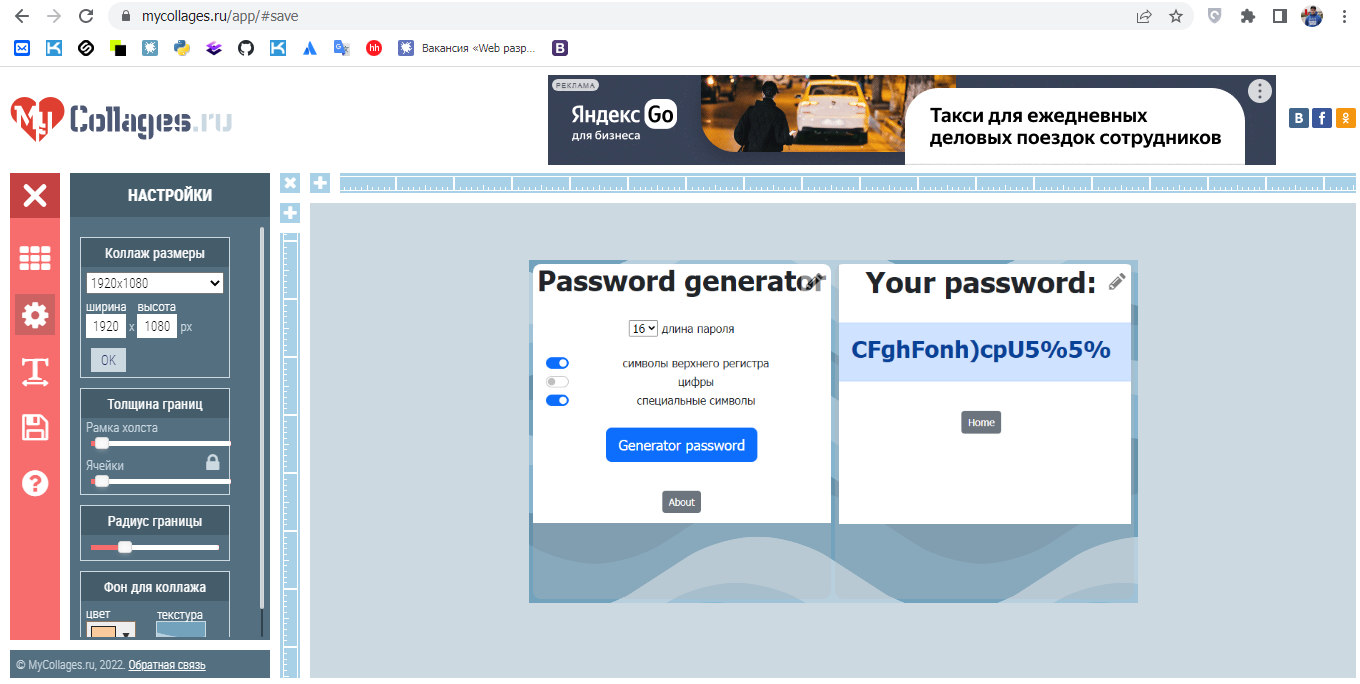 mycollages.ru/app/#save
hh
Вакансия «Web разр...
B
My Collages.ru
РЕКЛАМА
Яндекс Go
для бизнеса
Такси для ежедневных
деловых поездок сотрудников
НАСТРОЙКИ
Коллаж размеры
1920x1080
ширина высота
1920 x 1080 px
OK
Толщина границ
Рамка холста
Ячейки
Радиус границы
Фон для коллажа
цвет текстура
© MyCollages.ru, 2022. Обратная связь
Password generator
16 длина пароля
символы верхнего регистра
цифры
специальные символы
Generator password
About
Your password:
CFghFonh)cpU5%5%
Home